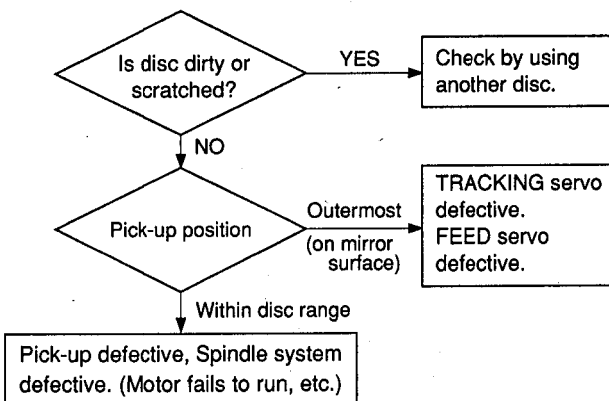 Is disc dirty or
scratched?
YES
Check by using
another disc.
NO
Pick-up position
Outermost
(on mirror
surface)
TRACKING servo
defective.
FEED servo
defective.
Within disc range
Pick-up defective, Spindle system
defective. (Motor fails to run, etc.)